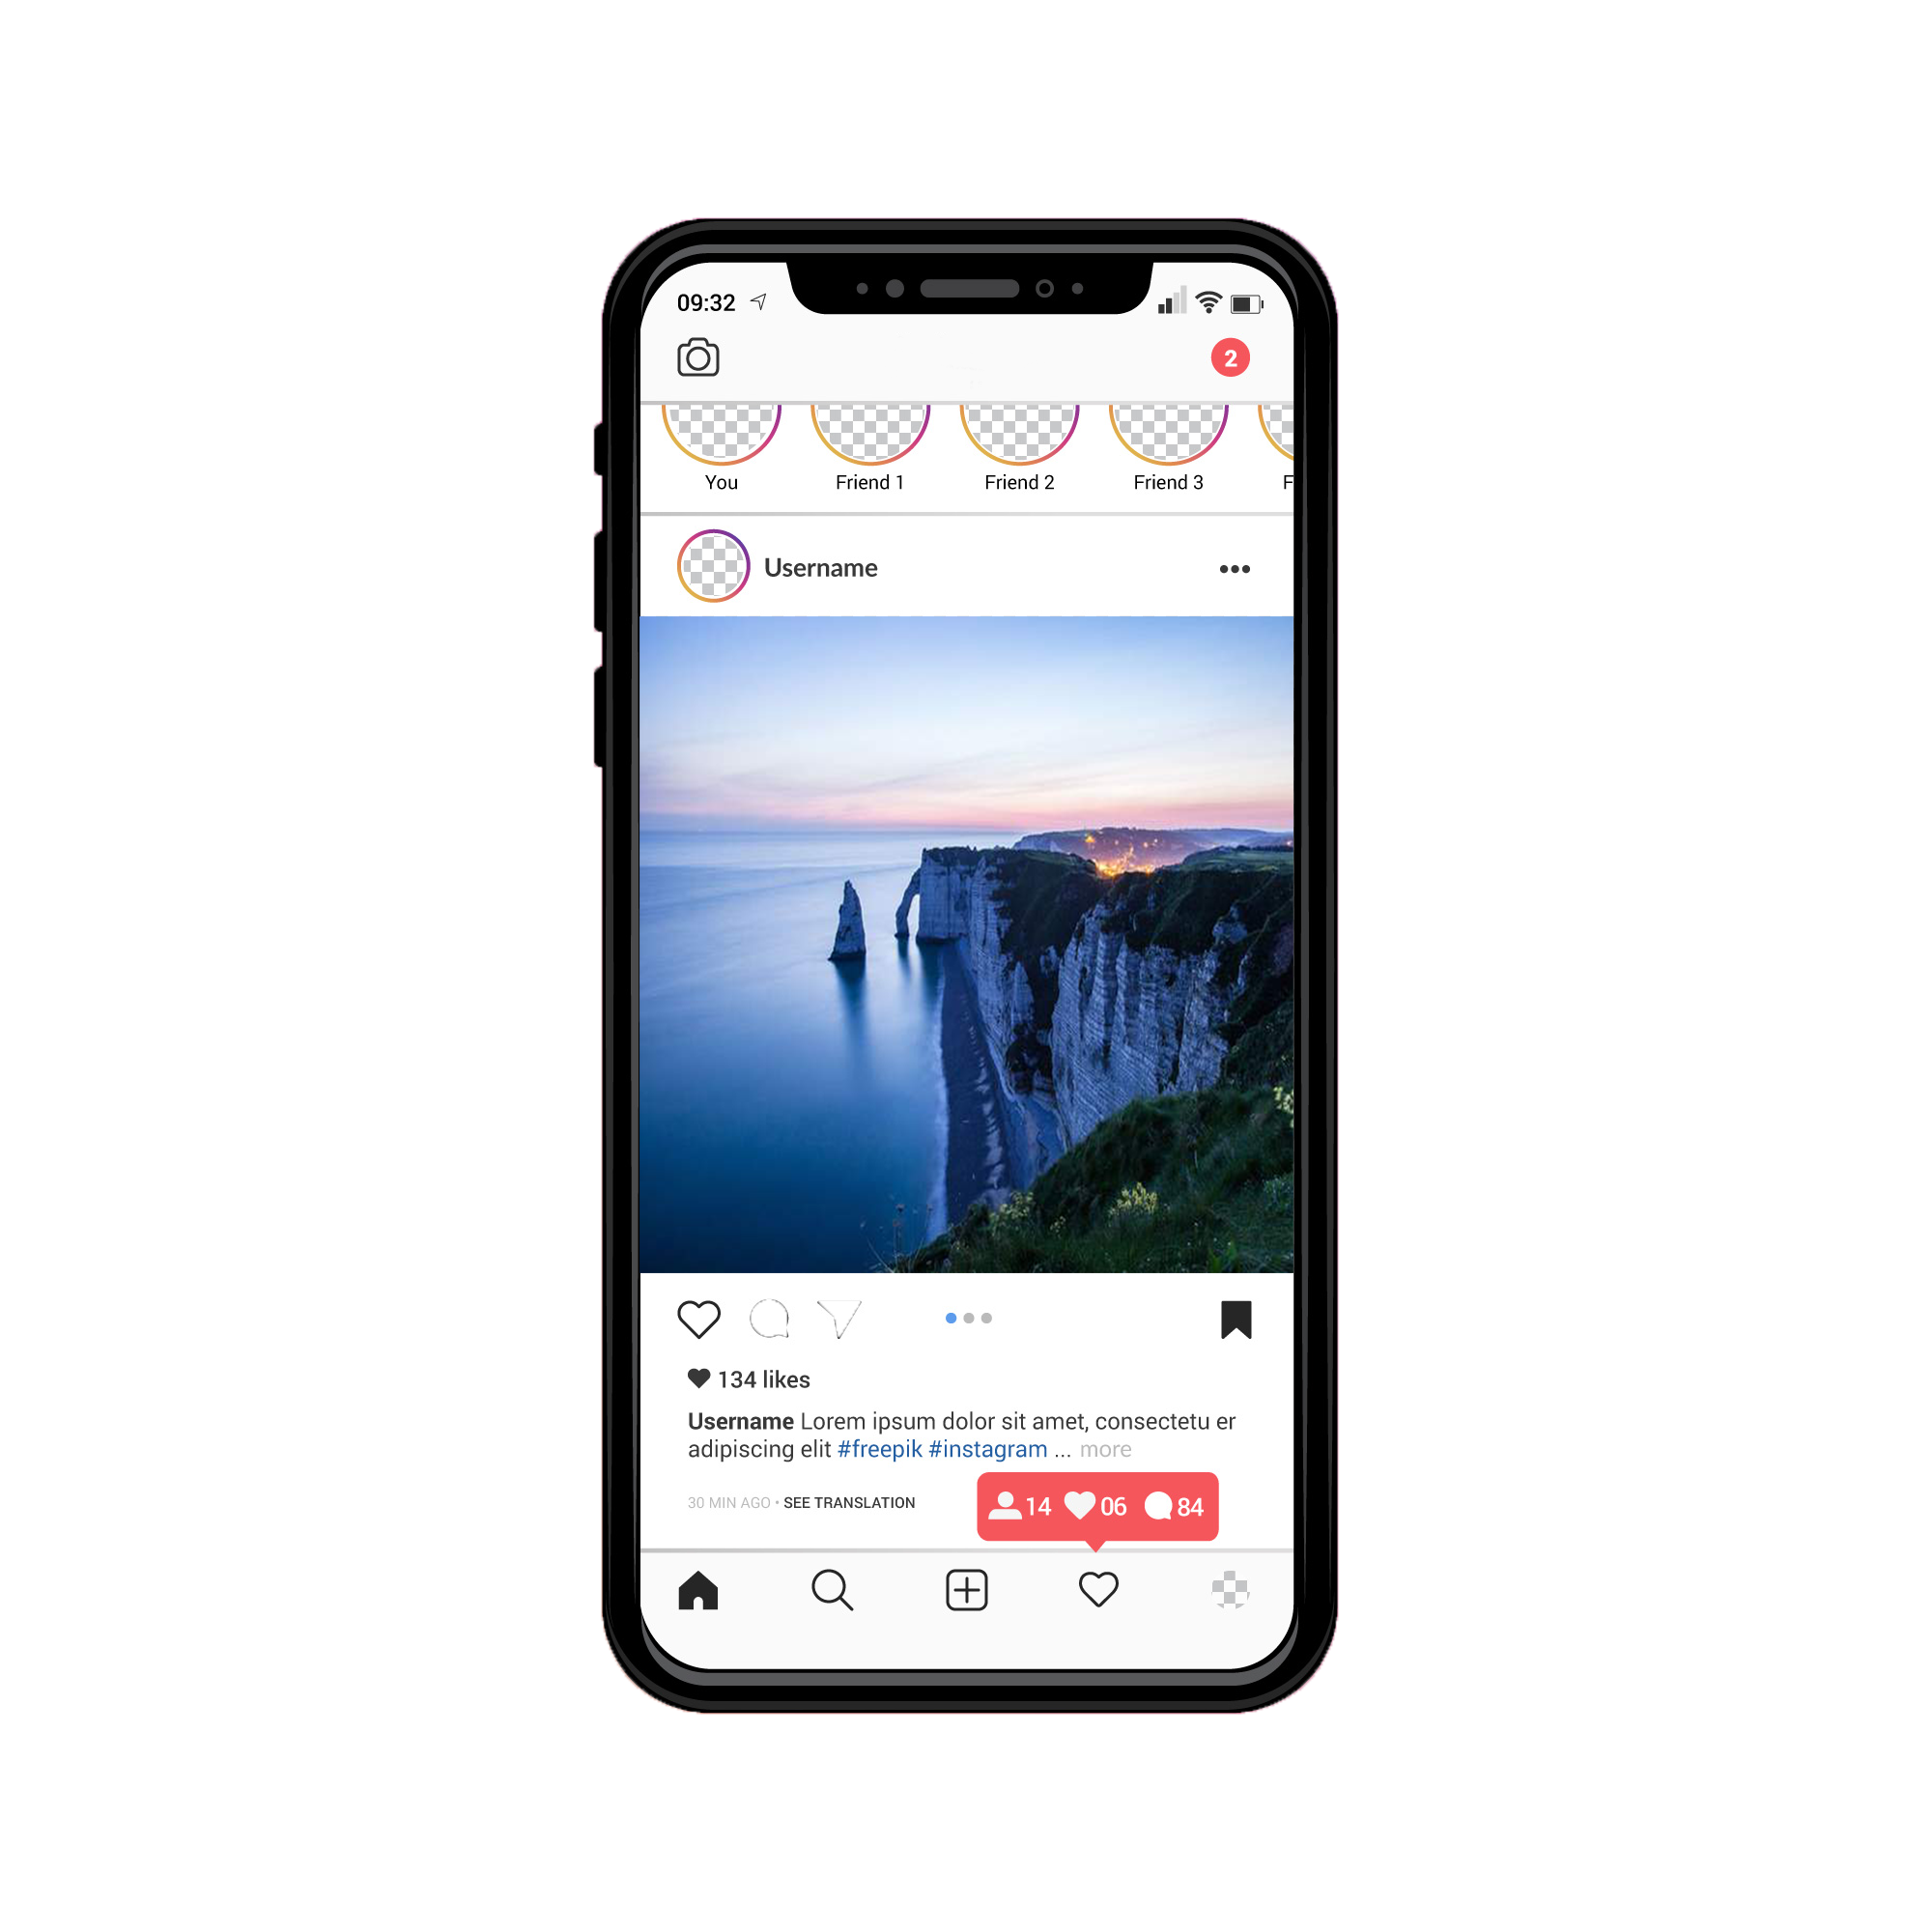 09:32
2
You Friend 1 Friend 2 Friend 3 F
Username
134 likes
Username Lorem ipsum dolor sit amet, consectetu er
adipiscing elit #freepik #instagram ... more
30 MIN AGO • SEE TRANSLATION
14 06 84